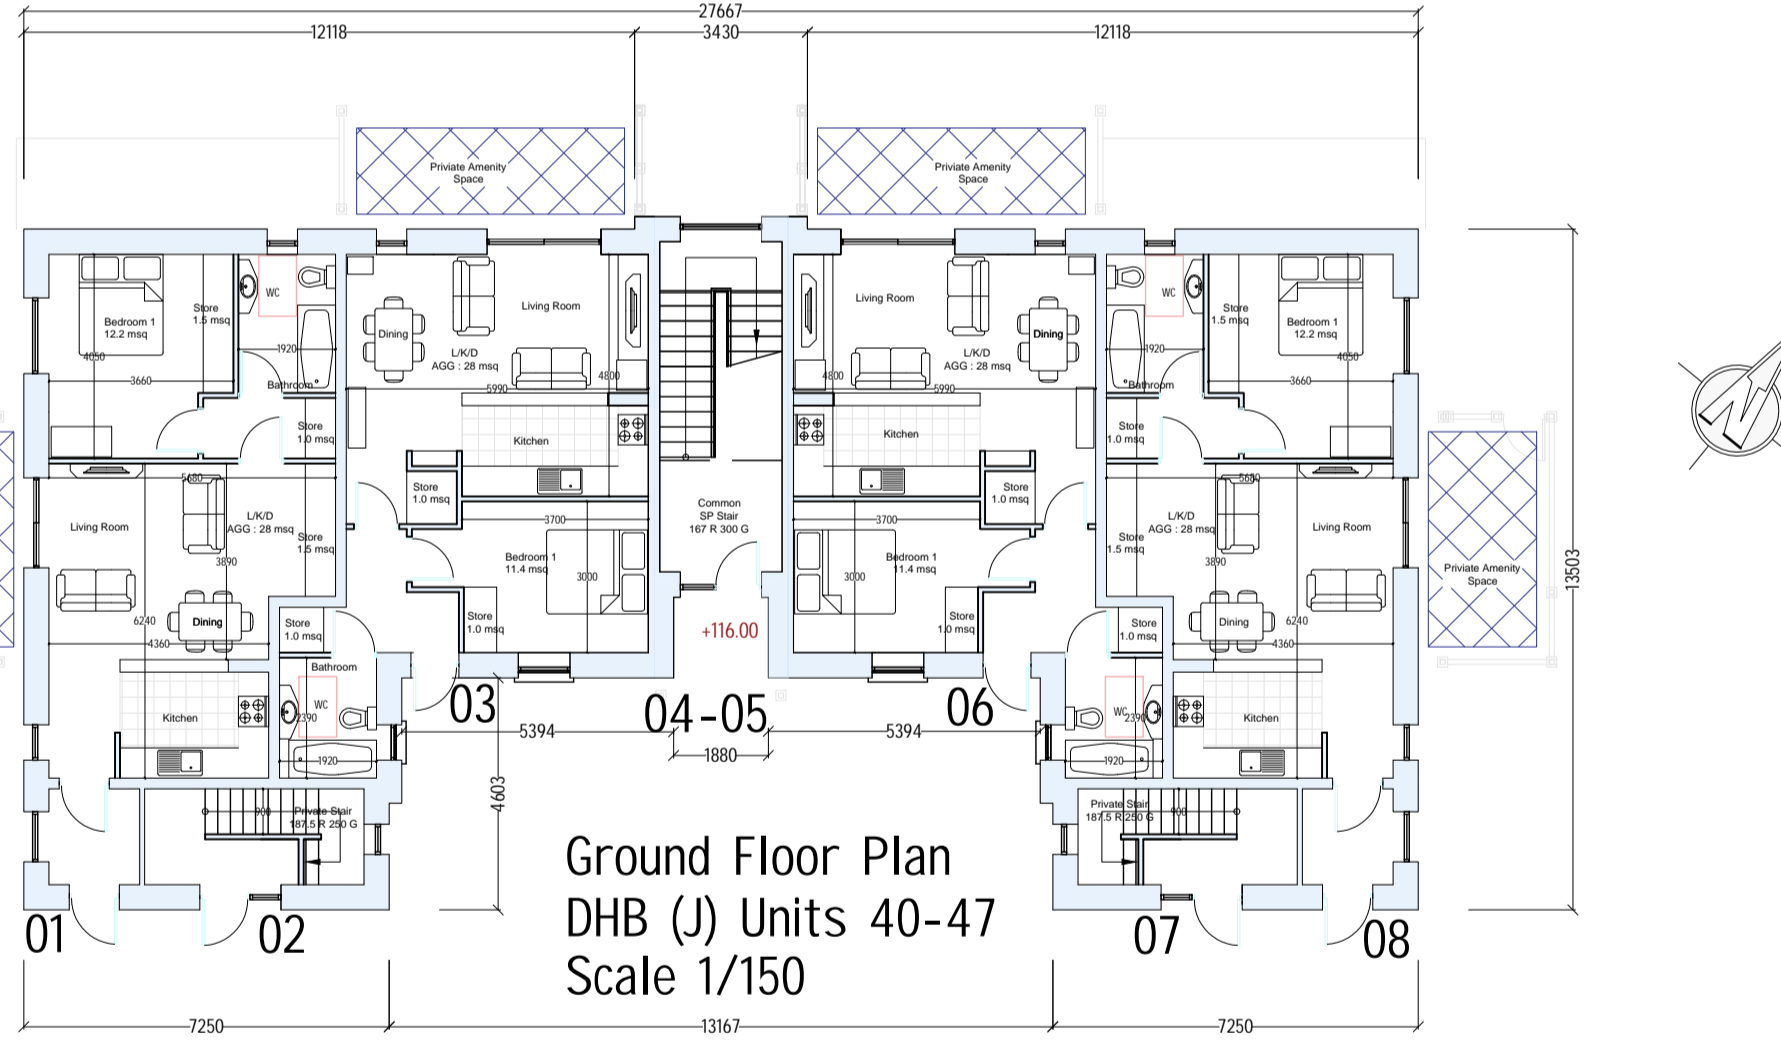 27667
12118
3430
12118
Priviate Amenity
Space
Priviate Amenity
Space
Bedroom 1
12.2 msq
4050
3660
Store
1.5 msq
WC
1920
Bathroom
Store
1.0 msq
Dining
Living Room
L/K/D
AGG : 28 msq
5990
4800
Kitchen
Store
1.0 msq
3700
Bedroom 1
11.4 msq
3000
Store
1.0 msq
Common
SP Stair
167 R 300 G
+116.00
Living Room
Dining
L/K/D
AGG : 28 msq
4800
5990
Kitchen
Store
1.0 msq
3700
Bedroom 1
11.4 msq
3000
Store
1.0 msq
WC
1920
Bathroom
Store
1.5 msq
Bedroom 1
12.2 msq
4050
3660
Store
1.0 msq
N
5680
Living Room
L/K/D
AGG : 28 msq
Store
1.5 msq
3890
6240
Dining
4360
Store
1.0 msq
Bathroom
WC
2390
Kitchen
1920
900
Private Stair
187.5 R 250 G
5680
L/K/D
AGG : 28 msq
Living Room
Store
1.5 msq
3890
Dining
6240
4360
Store
1.0 msq
WC
2390
Kitchen
1920
Private Stair
187.5 R 250 G
900
Priviate Amenity
Space
13503
03
04-05
06
5394
1880
5394
4603
Ground Floor Plan
DHB (J) Units 40-47
Scale 1/150
01
02
07
08
7250
13167
7250